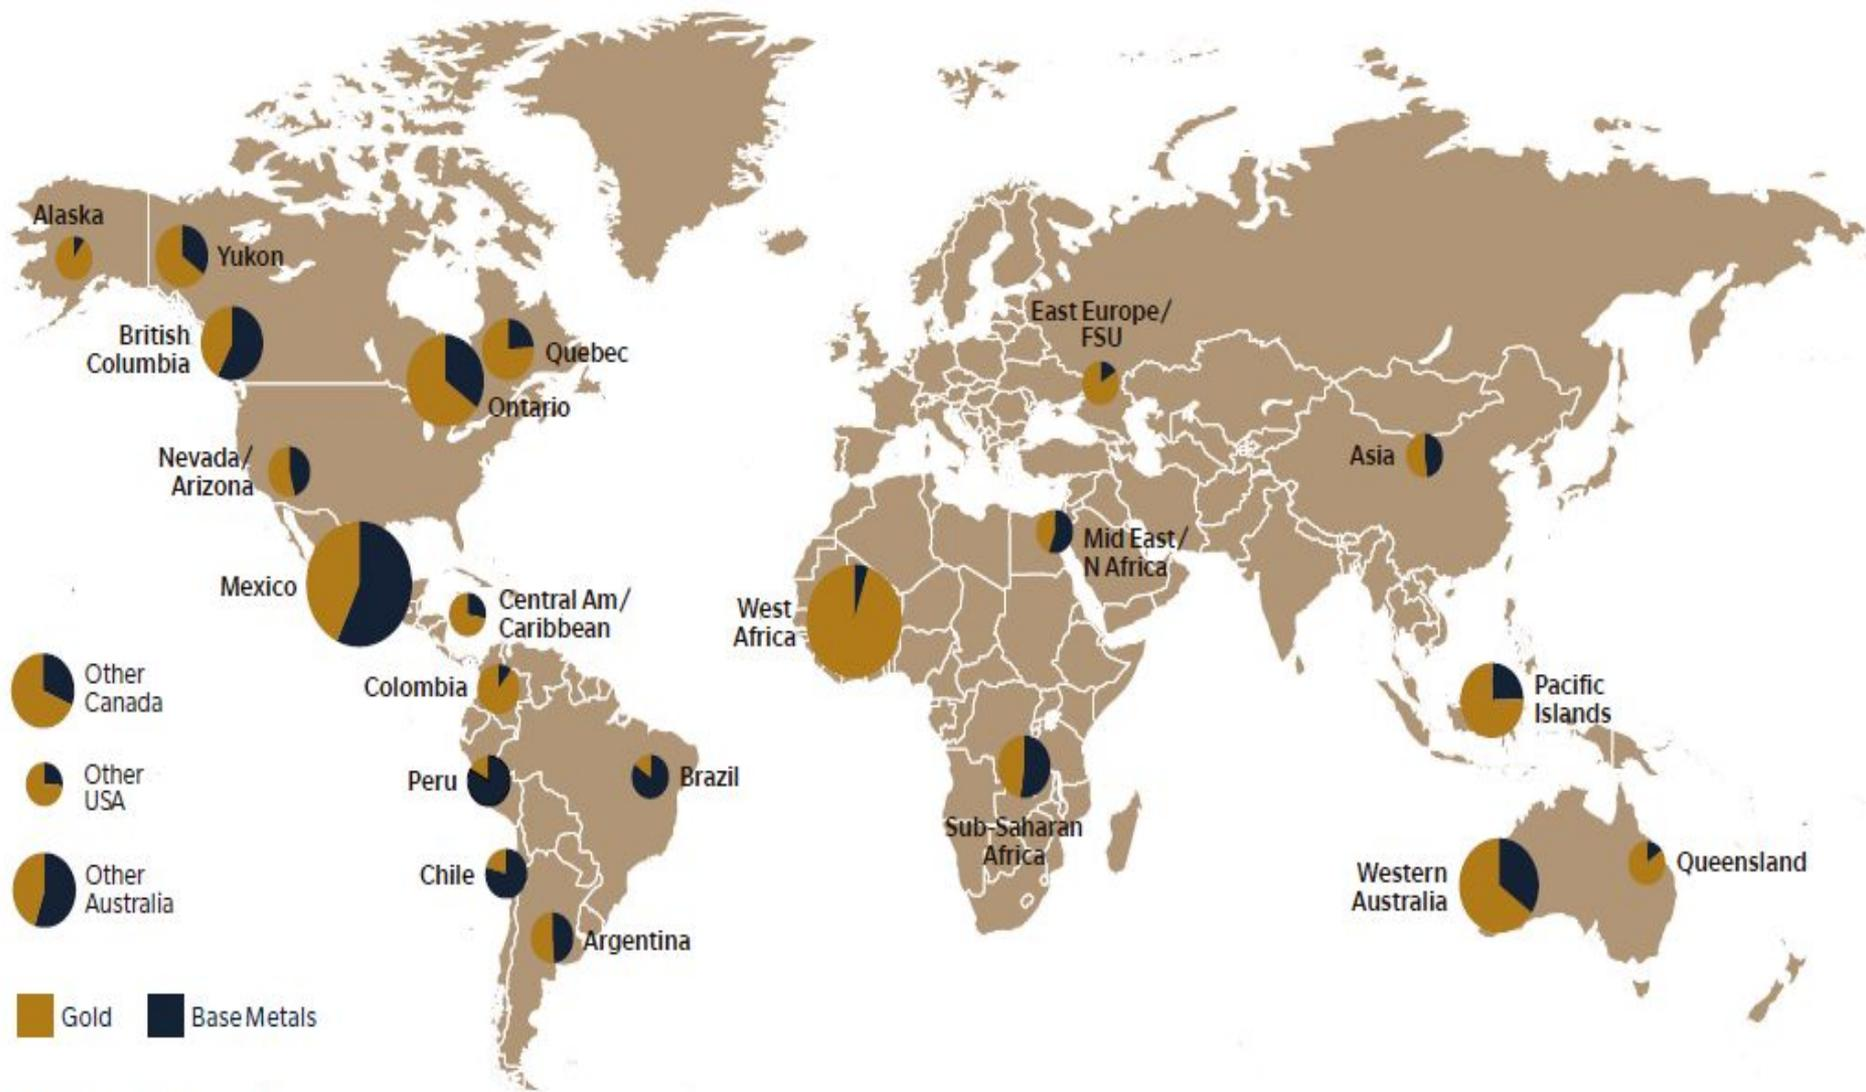 Alaska
Yukon
British
Columbia
Quebec
Ontario
Nevada/
Arizona
Mexico
Central Am/
Caribbean
Colombia
Peru
Brazil
Chile
Argentina
East Europe/
FSU
Asia
Mid East/
N Africa
West
Africa
Sub-Saharan
Africa
Pacific
Islands
Western
Australia
Queensland
Other
Canada
Other
USA
Other
Australia
Gold
Base Metals